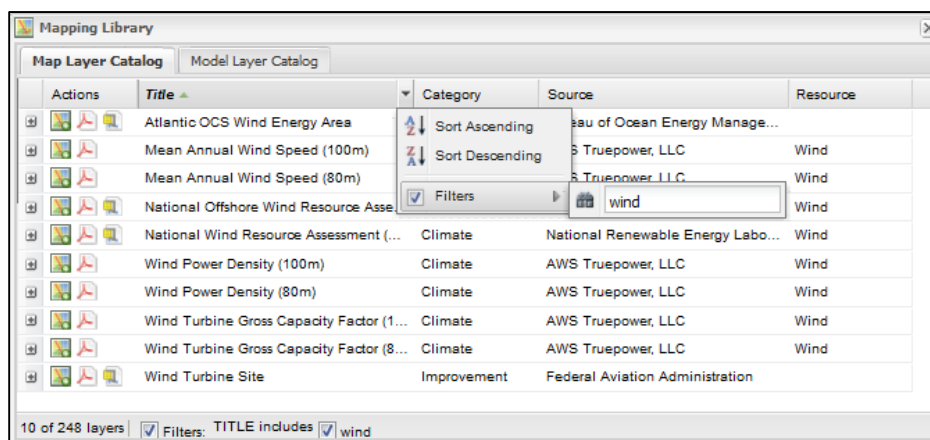 Mapping Library
Map Layer Catalog Model Layer Catalog
Actions Title Category Source Resource
Atlantic OCS Wind Energy Area eau of Ocean Energy Manage...
Sort Ascending
Mean Annual Wind Speed (100m) S Truepower, LLC Wind
Sort Descending
Mean Annual Wind Speed (80m) S Truepower, LLC Wind
Filters wind
National Offshore Wind Resource Asse... Wind
National Wind Resource Assessment (... Climate National Renewable Energy Labo... Wind
Wind Power Density (100m) Climate AWS Truepower, LLC Wind
Wind Power Density (80m) Climate AWS Truepower, LLC Wind
Wind Turbine Gross Capacity Factor (1... Climate AWS Truepower, LLC Wind
Wind Turbine Gross Capacity Factor (8... Climate AWS Truepower, LLC Wind
Wind Turbine Site Improvement Federal Aviation Administration
10 of 248 layers Filters: TITLE includes wind